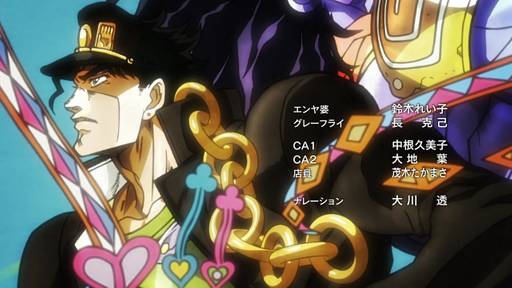 エンヤ婆 鈴木れい子
グレーフライ 長 克己
CA1 中根久美子
CA2 大地 葉
店員 茂木たかまさ
ナレーション 大川 透